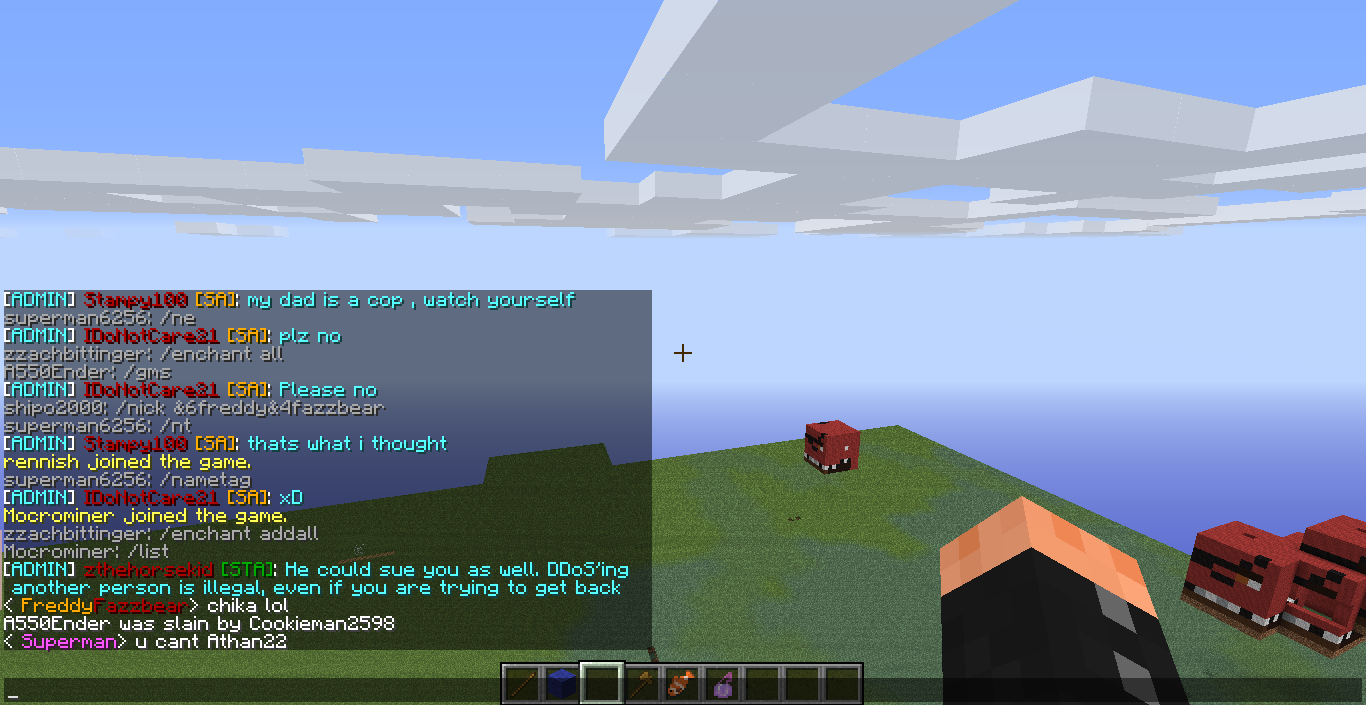 [ADMIN] Stampy100 [SA]: my dad is a cop , watch yourself
superman6256: /ne
[ADMIN] IDoNotCare21 [SA]: plz no
zzachbittinger: /enchant all
A550Ender: /gms
[ADMIN] IDoNotCare21 [SA]: Please no
shipo2000: /nick &6freddy&4fazzbear
superman6256: /nt
[ADMIN] Stampy100 [SA]: thats what i thought
rennish joined the game.
superman6256: /nametag
[ADMIN] IDoNotCare21 [SA]: xD
Mocrominer joined the game.
zzachbittinger: /enchant addall
Mocrominer: /list
[ADMIN] zthehorsekid [STA]: He could sue you as well. DDoS'ing
another person is illegal, even if you are trying to get back
< FreddyFazzbear> chika lol
A550Ender was slain by Cookieman2598
< Superman> u cant Athan22
_